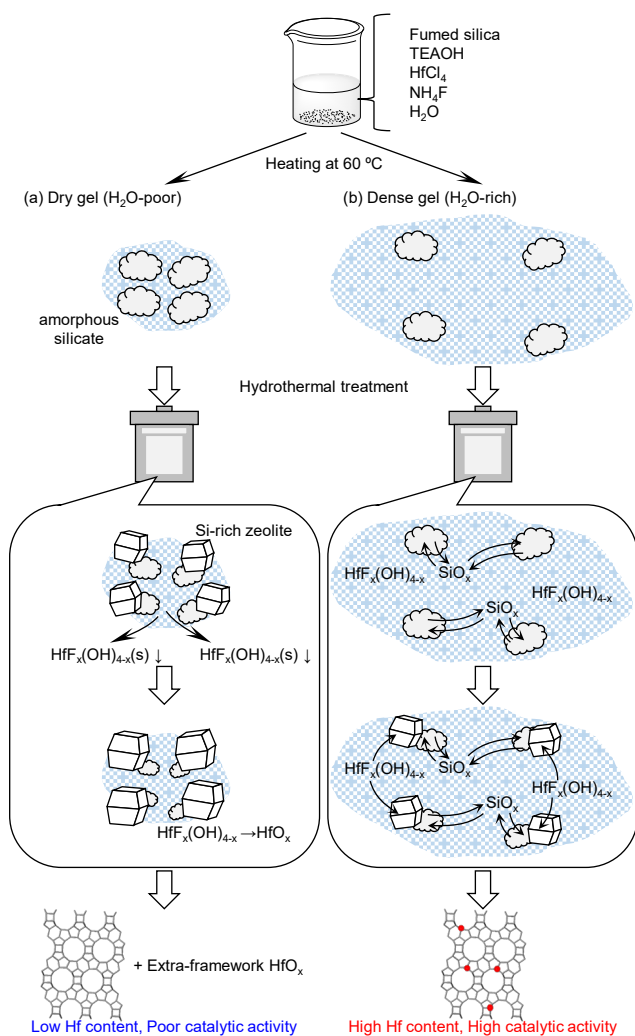 Fumed silica
TEAOH
HfCl₄
NH₄F
H₂O
Heating at 60 ºC
(a) Dry gel (H₂O-poor)
(b) Dense gel (H₂O-rich)
amorphous
silicate
Hydrothermal treatment
Si-rich zeolite
HfFₓ(OH)₄₋ₓ(s) ↓
HfFₓ(OH)₄₋ₓ(s) ↓
HfFₓ(OH)₄₋ₓ→HfOₓ
SiOₓ
HfFₓ(OH)₄₋ₓ
HfFₓ(OH)₄₋ₓ
SiOₓ
SiOₓ
HfFₓ(OH)₄₋ₓ
HfFₓ(OH)₄₋ₓ
SiOₓ
+ Extra-framework HfOₓ
Low Hf content, Poor catalytic activity
High Hf content, High catalytic activity